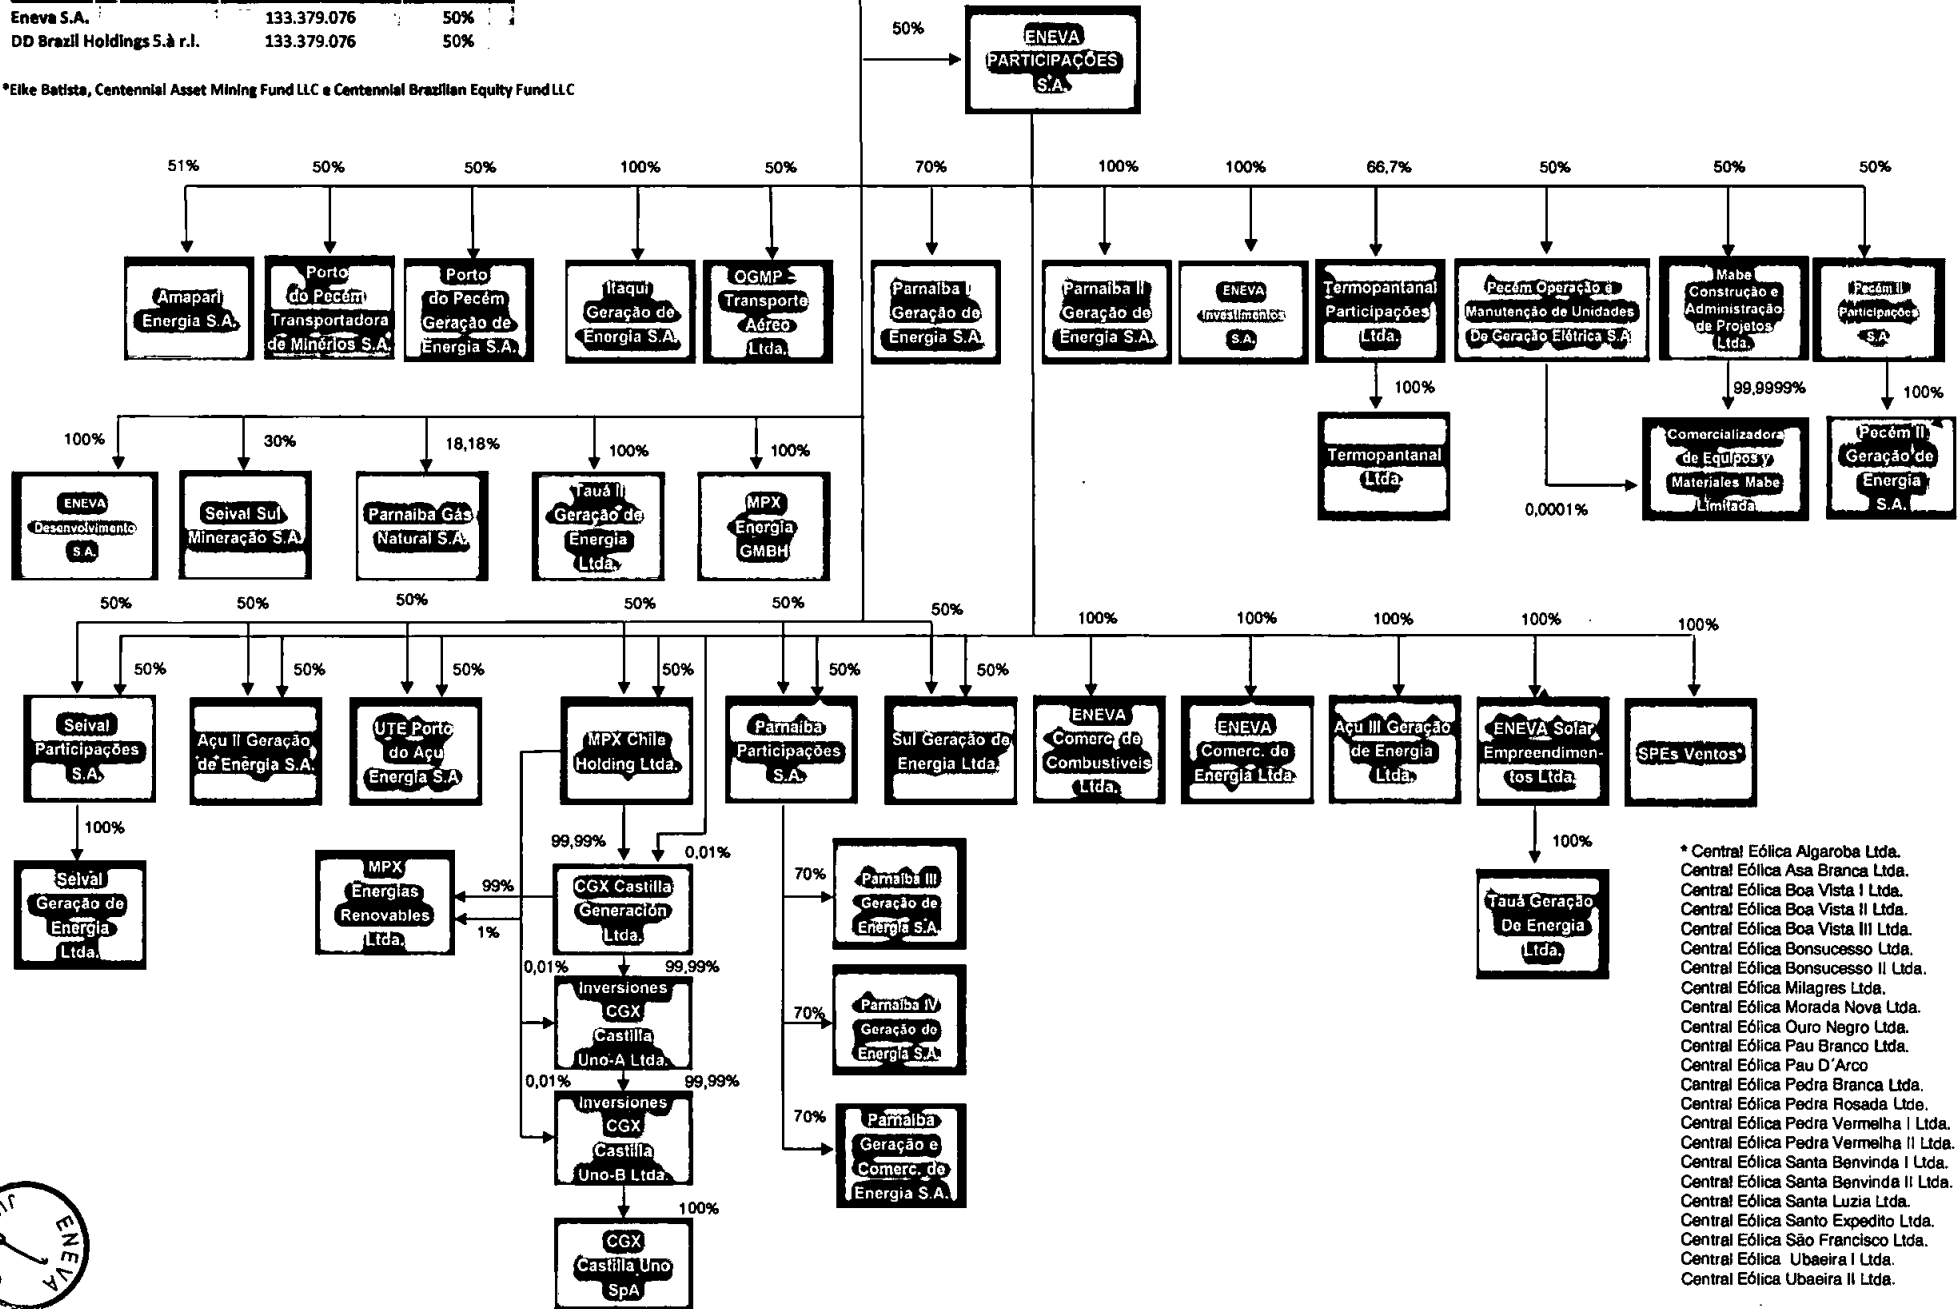 Eneva S.A. 133.379.076 50%
DD Brazil Holdings S.à r.l. 133.379.076 50%
*Eike Batista, Centennial Asset Mining Fund LLC e Centennial Brazilian Equity Fund LLC
50%
ENEVA
PARTICIPAÇÕES
S.A.
51% 50% 50% 100% 50% 70% 100% 100% 66,7% 50% 50% 50%
Amapari
Energia S.A.
Porto
do Pecém
Transportadora
de Minérios S.A.
Porto
do Pecém
Geração de
Energia S.A.
Itaqui
Geração de
Energia S.A.
OGMP
Transporte
Aéreo
Ltda.
Parnaíba I
Geração de
Energia S.A.
Parnaíba II
Geração de
Energia S.A.
ENEVA
Investimentos
S.A.
Termopantanal
Participações
Ltda.
Pecém Operação e
Manutenção de Unidades
De Geração Elétrica S.A
Mabe
Construção e
Administração
de Projetos
Ltda.
Pecém II
Participações
S.A
100% 99,9999% 100%
Termopantanal
Ltda
0,0001%
Comercializadora
de Equipos y
Materiales Mabe
Limitada
Pecém II
Geração de
Energia
S.A.
100% 30% 18,18% 100% 100%
ENEVA
Desenvolvimento
S.A.
Seival Sul
Mineração S.A.
Parnaíba Gás
Natural S.A.
Tauá II
Geração de
Energia
Ltda.
MPX
Energia
GMBH
50% 50% 50% 50% 50% 50% 100% 100% 100% 100% 100%
50% 50% 50% 50% 50% 50%
Seival
Participações
S.A.
Açu II Geração
de Energia S.A.
UTE Porto
do Açu
Energia S.A
MPX Chile
Holding Ltda.
Parnaíba
Participações
S.A.
Sul Geração de
Energia Ltda.
ENEVA
Comerc. de
Combustíveis
Ltda.
ENEVA
Comerc. de
Energia Ltda.
Açu III Geração
de Energia
Ltda.
ENEVA Solar
Empreendimen-
tos Ltda.
SPEs Ventos*
100% 99,99% 0,01% 100%
Seival
Geração de
Energia
Ltda.
MPX
Energias
Renovables
Ltda.
99%
1%
CGX Castilla
Generación
Ltda.
0,01% 99,99%
Inversiones
CGX
Castilla
Uno-A Ltda.
0,01% 99,99%
Inversiones
CGX
Castilla
Uno-B Ltda.
100%
CGX
Castilla Uno
SpA
70%
Parnaíba III
Geração de
Energia S.A.
70%
Parnaíba IV
Geração de
Energia S.A.
70%
Parnaíba
Geração e
Comerc. de
Energia S.A.
Tauá Geração
De Energia
Ltda.
* Central Eólica Algaroba Ltda.
Central Eólica Asa Branca Ltda.
Central Eólica Boa Vista I Ltda.
Central Eólica Boa Vista II Ltda.
Central Eólica Boa Vista III Ltda.
Central Eólica Bonsucesso Ltda.
Central Eólica Bonsucesso II Ltda.
Central Eólica Milagres Ltda.
Central Eólica Morada Nova Ltda.
Central Eólica Ouro Negro Ltda.
Central Eólica Pau Branco Ltda.
Central Eólica Pau D´Arco
Central Eólica Pedra Branca Ltda.
Central Eólica Pedra Rosada Ltda.
Central Eólica Pedra Vermelha I Ltda.
Central Eólica Pedra Vermelha II Ltda.
Central Eólica Santa Benvinda I Ltda.
Central Eólica Santa Benvinda II Ltda.
Central Eólica Santa Luzia Ltda.
Central Eólica Santo Expedito Ltda.
Central Eólica São Francisco Ltda.
Central Eólica Ubaeira I Ltda.
Central Eólica Ubaeira II Ltda.
ENEVA